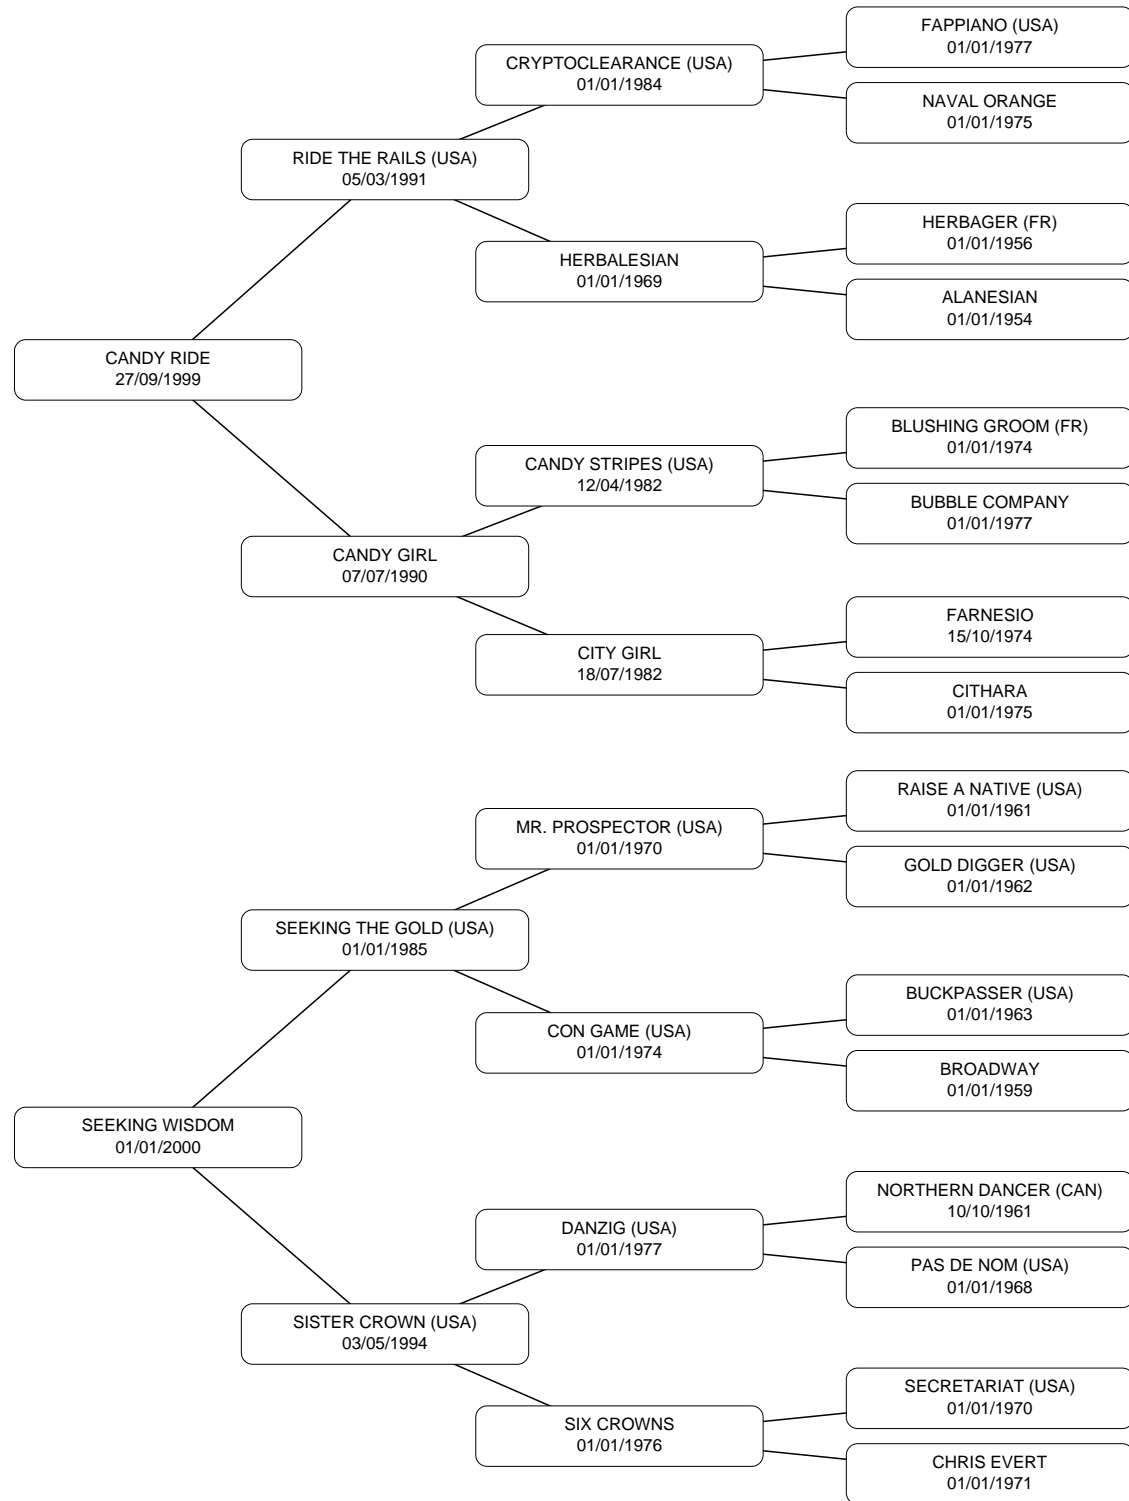 FAPPIANO (USA)
01/01/1977
CRYPTOCLEARANCE (USA)
01/01/1984
NAVAL ORANGE
01/01/1975
RIDE THE RAILS (USA)
05/03/1991
HERBAGER (FR)
01/01/1956
HERBALESIAN
01/01/1969
ALANESIAN
01/01/1954
CANDY RIDE
27/09/1999
BLUSHING GROOM (FR)
01/01/1974
CANDY STRIPES (USA)
12/04/1982
BUBBLE COMPANY
01/01/1977
CANDY GIRL
07/07/1990
FARNESIO
15/10/1974
CITY GIRL
18/07/1982
CITHARA
01/01/1975
RAISE A NATIVE (USA)
01/01/1961
MR. PROSPECTOR (USA)
01/01/1970
GOLD DIGGER (USA)
01/01/1962
SEEKING THE GOLD (USA)
01/01/1985
BUCKPASSER (USA)
01/01/1963
CON GAME (USA)
01/01/1974
BROADWAY
01/01/1959
SEEKING WISDOM
01/01/2000
NORTHERN DANCER (CAN)
10/10/1961
DANZIG (USA)
01/01/1977
PAS DE NOM (USA)
01/01/1968
SISTER CROWN (USA)
03/05/1994
SECRETARIAT (USA)
01/01/1970
SIX CROWNS
01/01/1976
CHRIS EVERT
01/01/1971